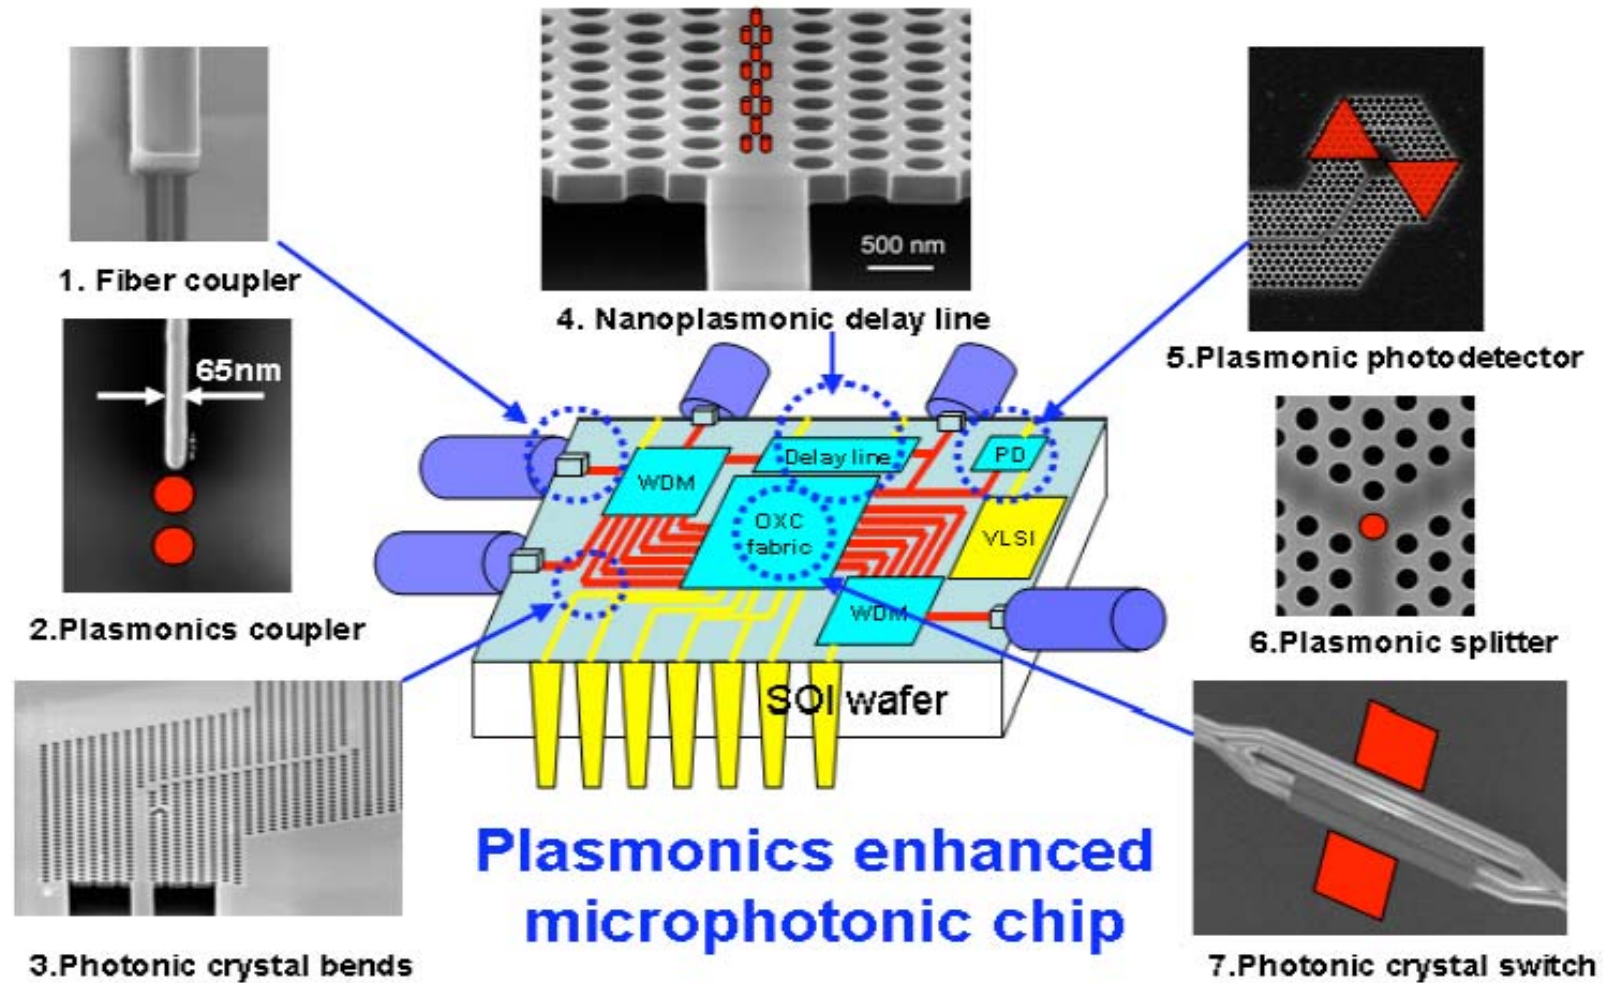 1. Fiber coupler
65nm
2.Plasmonics coupler
3.Photonic crystal bends
500 nm
4. Nanoplasmonic delay line
5.Plasmonic photodetector
6.Plasmonic splitter
7.Photonic crystal switch
WDM
Delay line
PD
OXC
fabric
VLSI
WDM
SOI wafer
Plasmonics enhanced
microphotonic chip